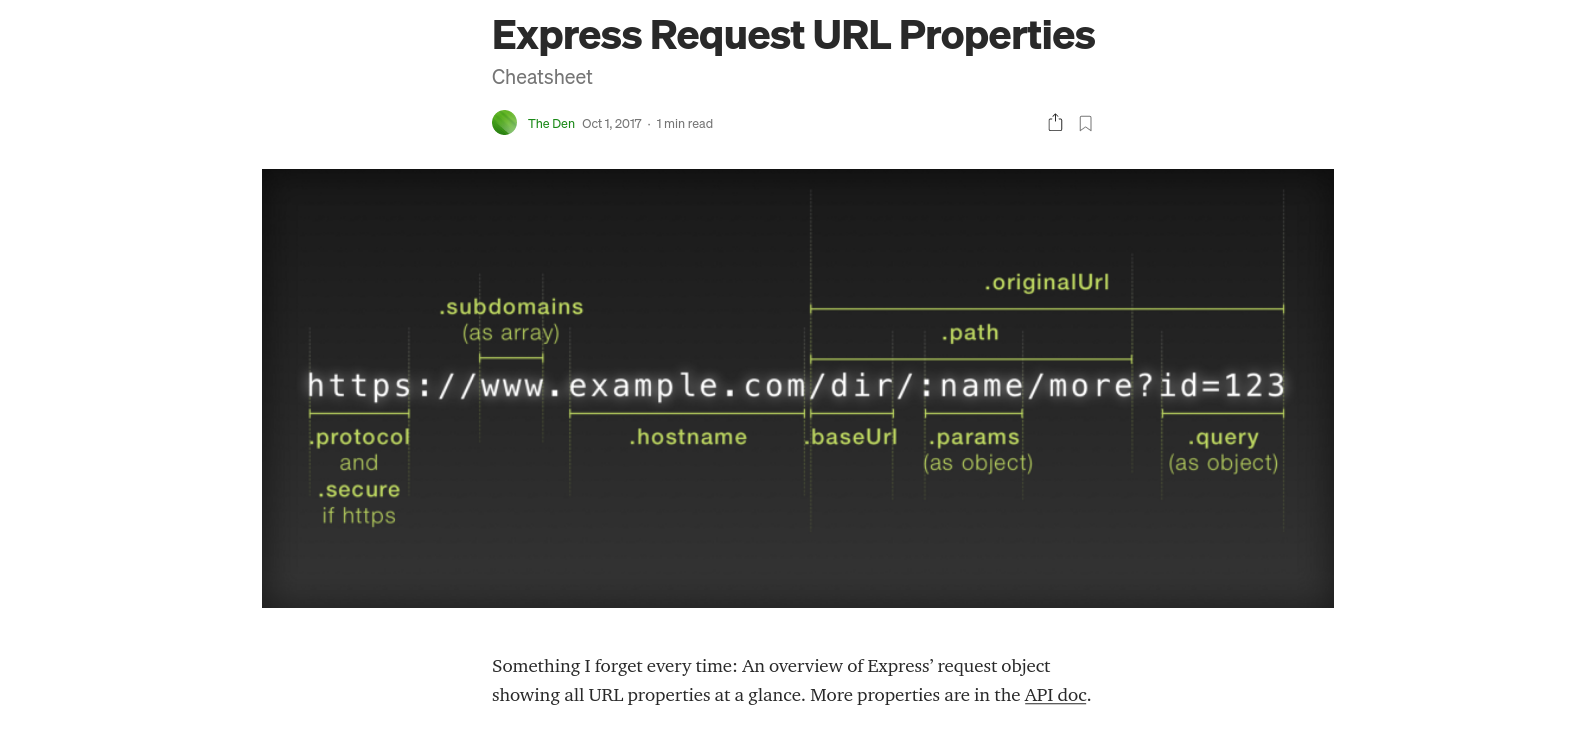 Express Request URL Properties
Cheatsheet
The Den Oct 1, 2017 · 1 min read
.originalUrl
.subdomains
(as array)
.path
https://www.example.com/dir/:name/more?id=123
.protocol
and
.secure
if https
.hostname
.baseUrl
.params
(as object)
.query
(as object)
Something I forget every time: An overview of Express’ request object
showing all URL properties at a glance. More properties are in the API doc.